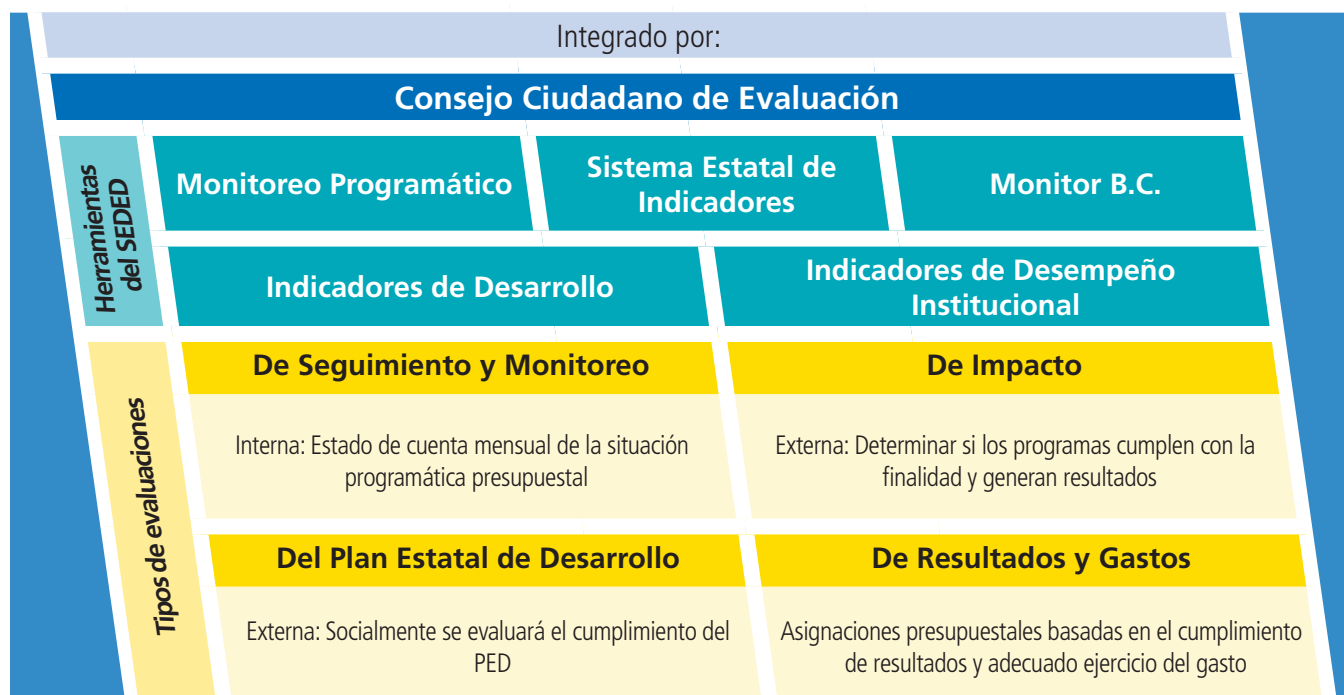 Integrado por:
Consejo Ciudadano de Evaluación
Herramientas
del SEDED
Monitoreo Programático
Sistema Estatal de
Indicadores
Monitor B.C.
Indicadores de Desarrollo
Indicadores de Desempeño
Institucional
Tipos de evaluaciones
De Seguimiento y Monitoreo
De Impacto
Interna: Estado de cuenta mensual de la situación
programática presupuestal
Externa: Determinar si los programas cumplen con la
finalidad y generan resultados
Del Plan Estatal de Desarrollo
De Resultados y Gastos
Externa: Socialmente se evaluará el cumplimiento del
PED
Asignaciones presupuestales basadas en el cumplimiento
de resultados y adecuado ejercicio del gasto